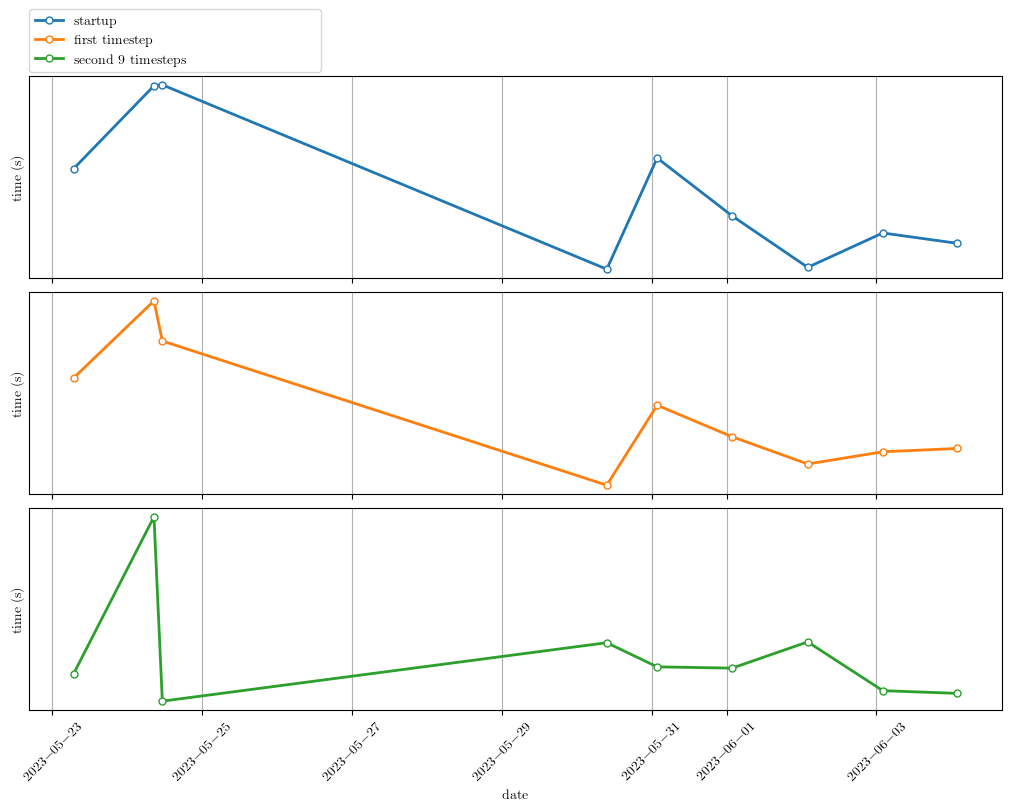 startup
first timestep
second 9 timesteps
time (s)
time (s)
time (s)
2023−05−23
2023−05−25
2023−05−27
2023−05−29
2023−05−31
2023−06−01
2023−06−03
date